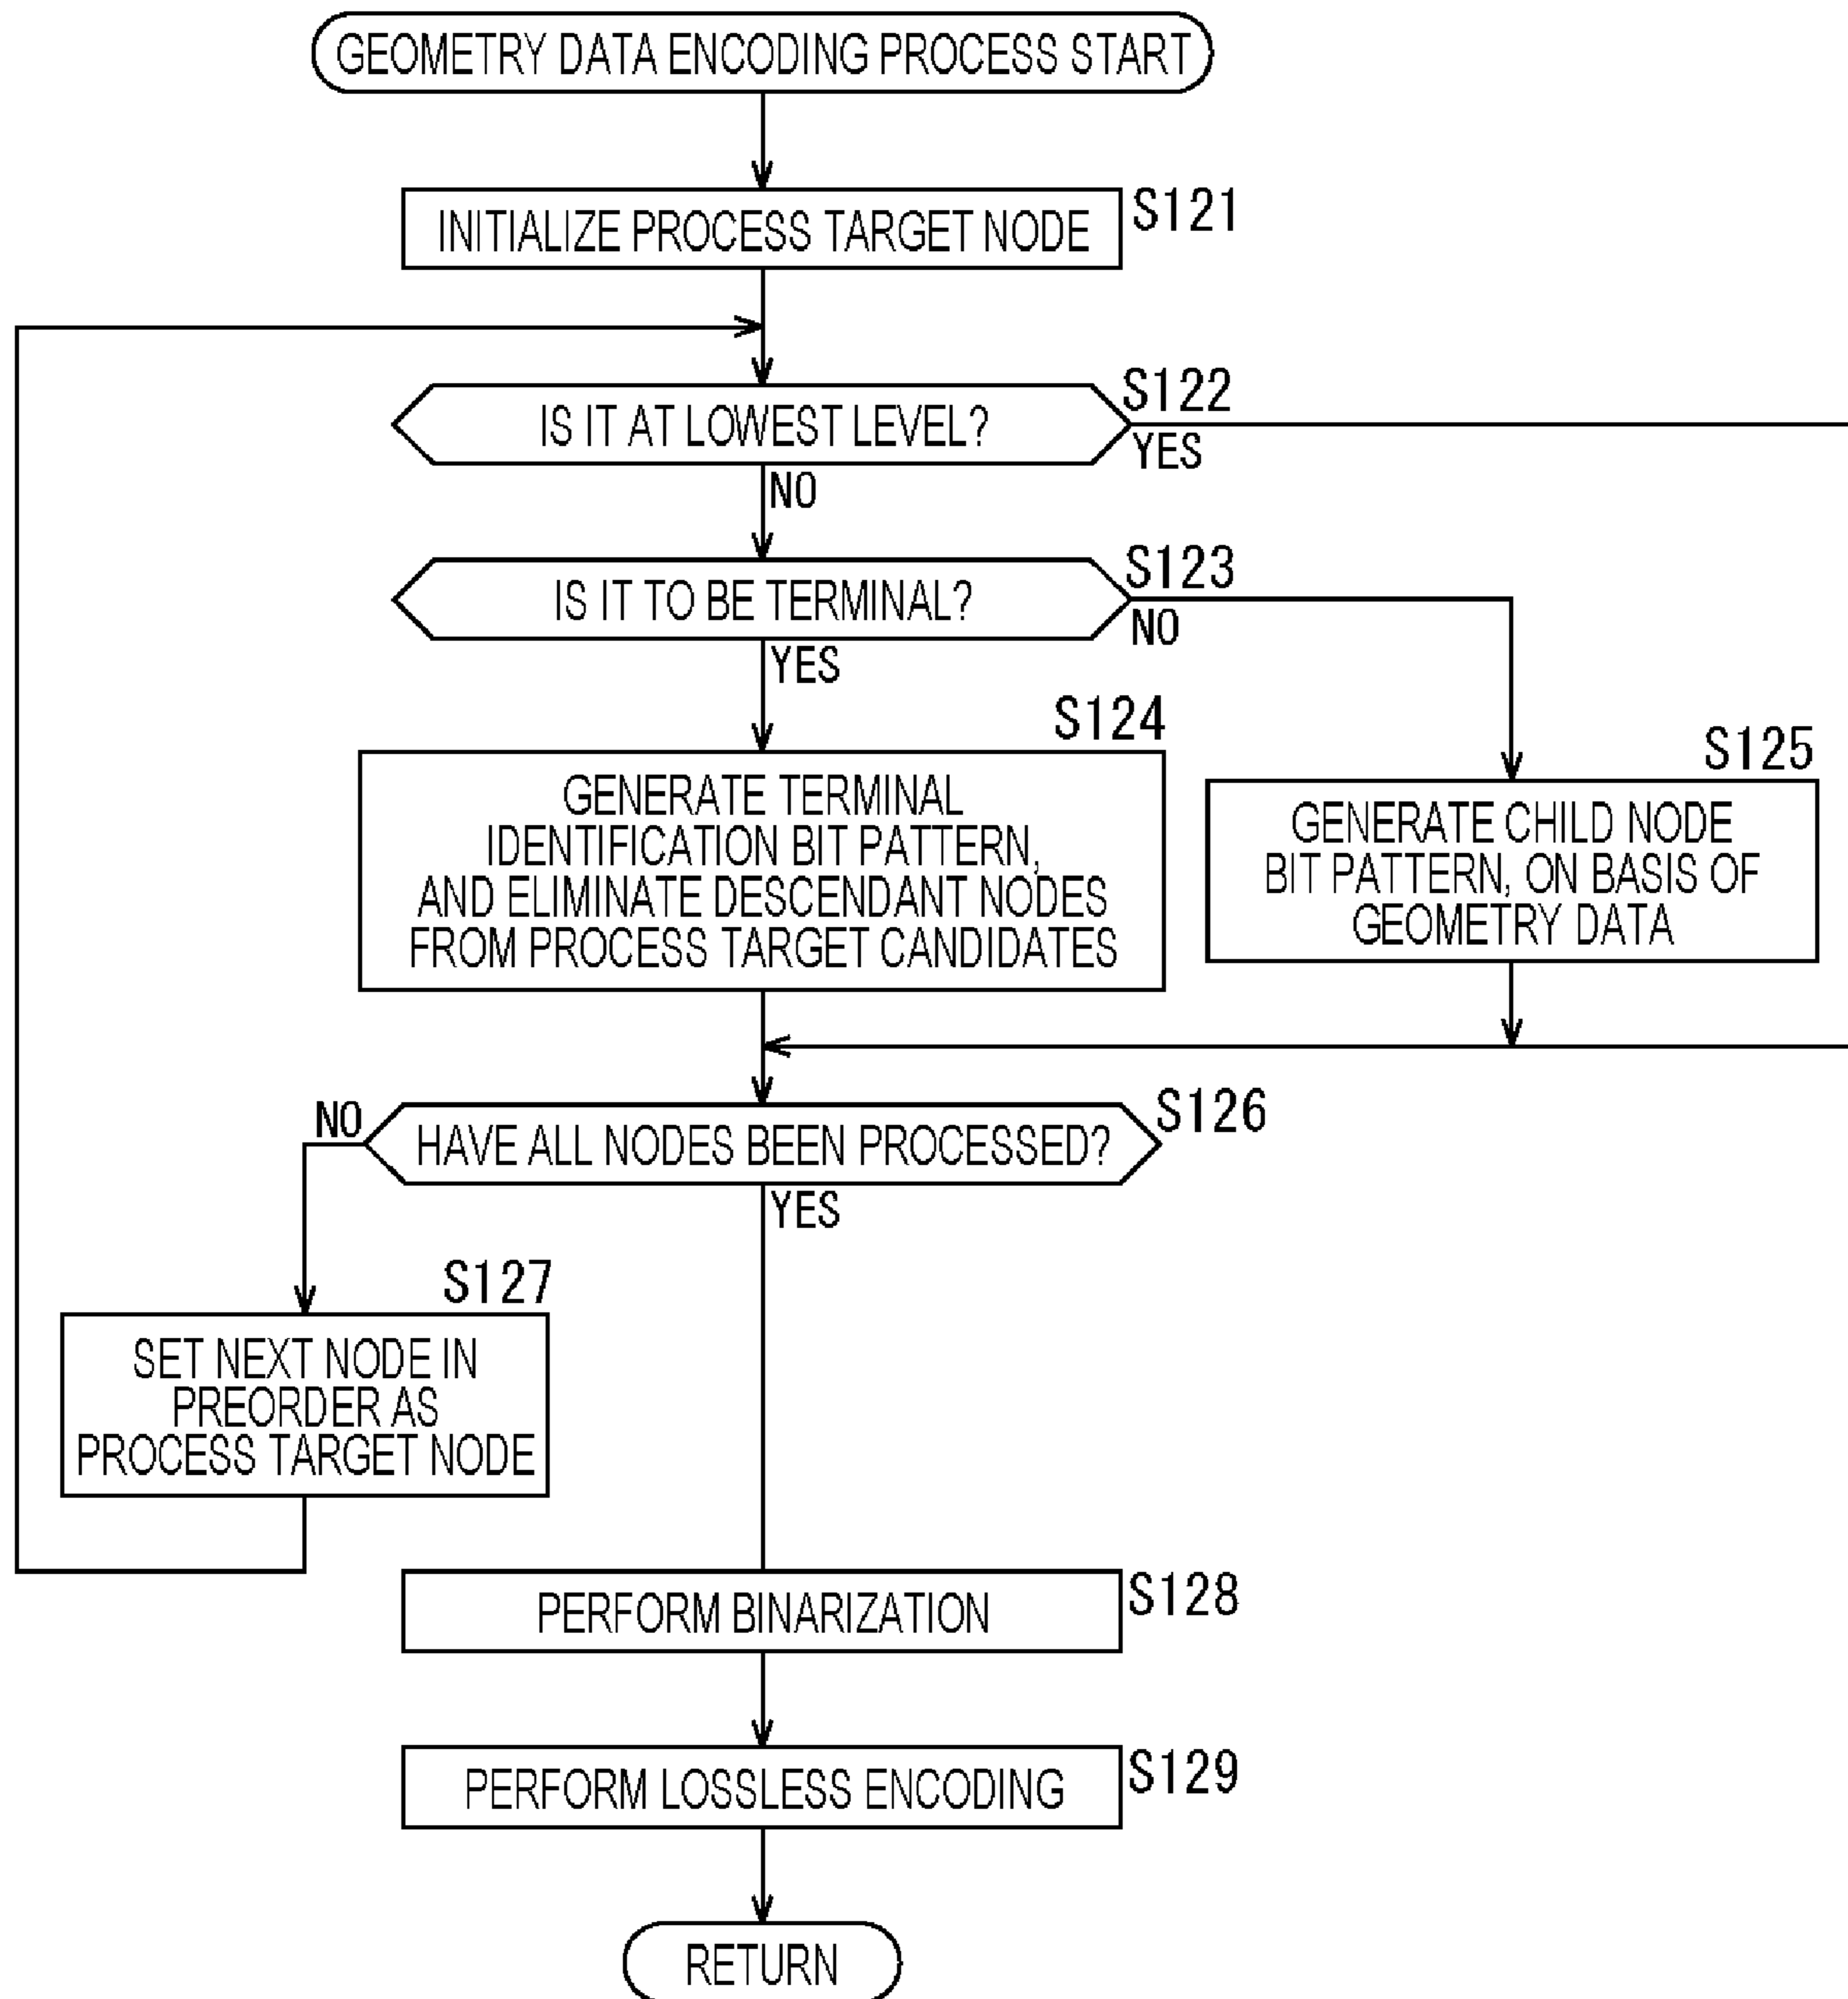 GEOMETRY DATA ENCODING PROCESS START
INITIALIZE PROCESS TARGET NODE
S121
IS IT AT LOWEST LEVEL?
S122
YES
NO
IS IT TO BE TERMINAL?
S123
NO
YES
S124
GENERATE TERMINAL
IDENTIFICATION BIT PATTERN,
AND ELIMINATE DESCENDANT NODES
FROM PROCESS TARGET CANDIDATES
S125
GENERATE CHILD NODE
BIT PATTERN, ON BASIS OF
GEOMETRY DATA
NO
HAVE ALL NODES BEEN PROCESSED?
S126
YES
S127
SET NEXT NODE IN
PREORDER AS
PROCESS TARGET NODE
PERFORM BINARIZATION
S128
PERFORM LOSSLESS ENCODING
S129
RETURN